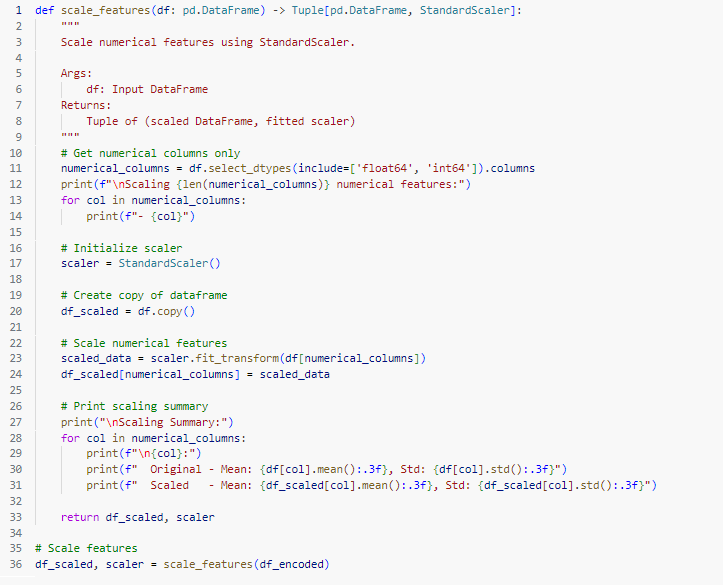 1 def scale_features(df: pd.DataFrame) -> Tuple[pd.DataFrame, StandardScaler]:
2     """
3     Scale numerical features using StandardScaler.
4
5     Args:
6         df: Input DataFrame
7     Returns:
8         Tuple of (scaled DataFrame, fitted scaler)
9     """
10     # Get numerical columns only
11     numerical_columns = df.select_dtypes(include=['float64', 'int64']).columns
12     print(f"\nScaling {len(numerical_columns)} numerical features:")
13     for col in numerical_columns:
14         print(f"- {col}")
15
16     # Initialize scaler
17     scaler = StandardScaler()
18
19     # Create copy of dataframe
20     df_scaled = df.copy()
21
22     # Scale numerical features
23     scaled_data = scaler.fit_transform(df[numerical_columns])
24     df_scaled[numerical_columns] = scaled_data
25
26     # Print scaling summary
27     print("\nScaling Summary:")
28     for col in numerical_columns:
29         print(f"\n{col}:")
30         print(f"  Original - Mean: {df[col].mean():.3f}, Std: {df[col].std():.3f}")
31         print(f"  Scaled   - Mean: {df_scaled[col].mean():.3f}, Std: {df_scaled[col].std():.3f}")
32
33     return df_scaled, scaler
34
35 # Scale features
36 df_scaled, scaler = scale_features(df_encoded)